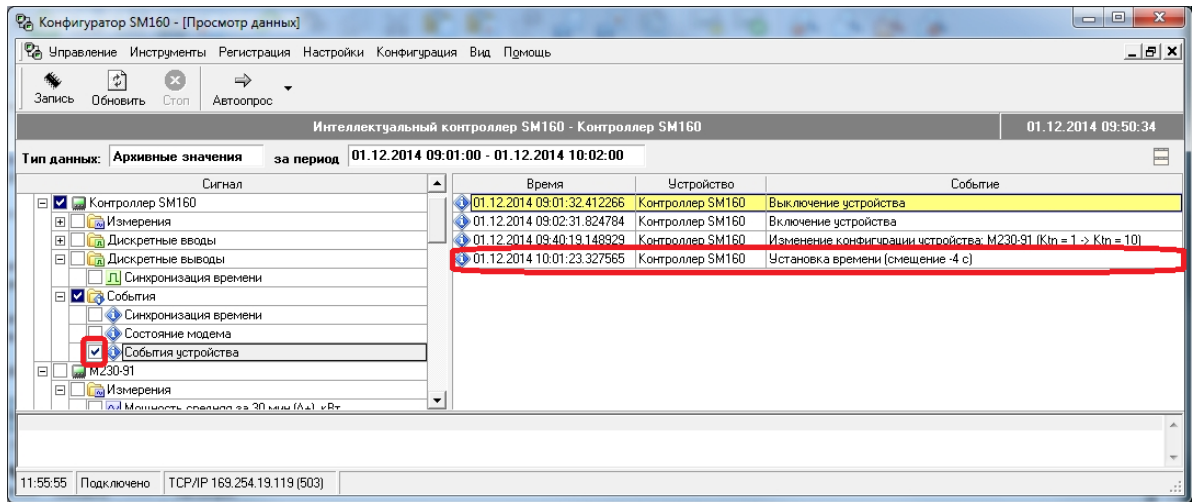 Конфигуратор SM160 - [Просмотр данных]
Управление Инструменты Регистрация Настройки Конфигурация Вид Помощь
Запись Обновить Стоп Автоопрос
Интеллектуальный контроллер SM160 - Контроллер SM160 01.12.2014 09:50:34
Тип данных: Архивные значения за период 01.12.2014 09:01:00 - 01.12.2014 10:02:00
Сигнал Время Устройство Событие
Контроллер SM160 01.12.2014 09:01:32.412266 Контроллер SM160 Выключение устройства
Измерения 01.12.2014 09:02:31.824784 Контроллер SM160 Включение устройства
Дискретные вводы 01.12.2014 09:40:19.148929 Контроллер SM160 Изменение конфигурации устройства: M230-91 (Ktn = 1 -> Ktn = 10)
Дискретные выводы 01.12.2014 10:01:23.327565 Контроллер SM160 Установка времени (смещение -4 с)
Синхронизация времени
События
Синхронизация времени
Состояние модема
События устройства
M230-91
Измерения
Мощность средняя за 30 мин (A+), кВт
11:55:55 Подключено TCP/IP 169.254.19.119 (503)